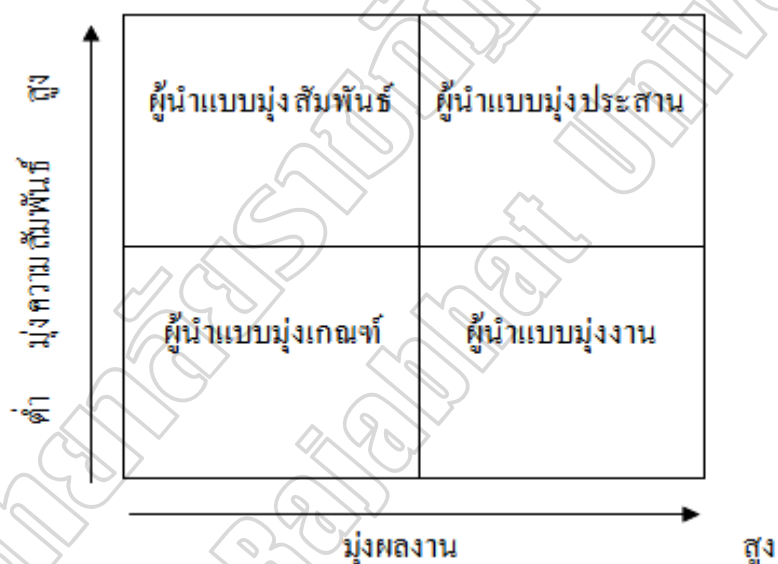 ผู้นำแบบมุ่งสัมพันธ์
ผู้นำแบบมุ่งประสาน
ผู้นำแบบมุ่งเกณฑ์
ผู้นำแบบมุ่งงาน
ต่ำ มุ่งความสัมพันธ์ สูง
มุ่งผลงาน สูง
Rajabhat